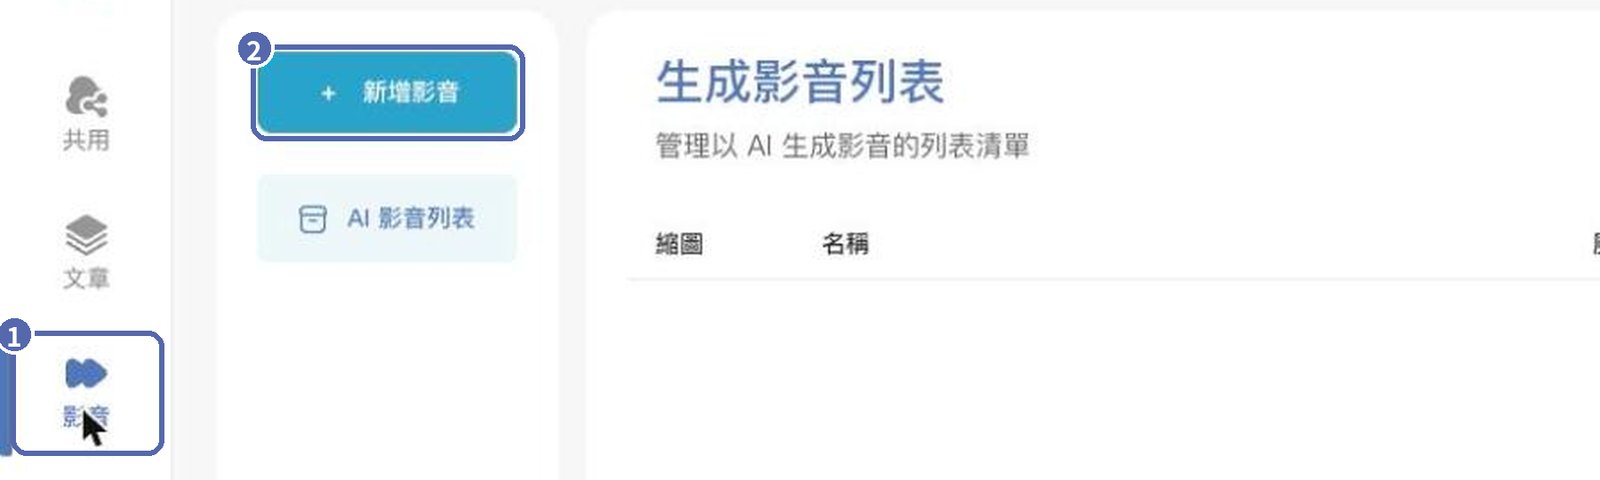 共用
文章
1
影音
2
+ 新增影音
AI 影音列表
生成影音列表
管理以 AI 生成影音的列表清單
縮圖 名稱